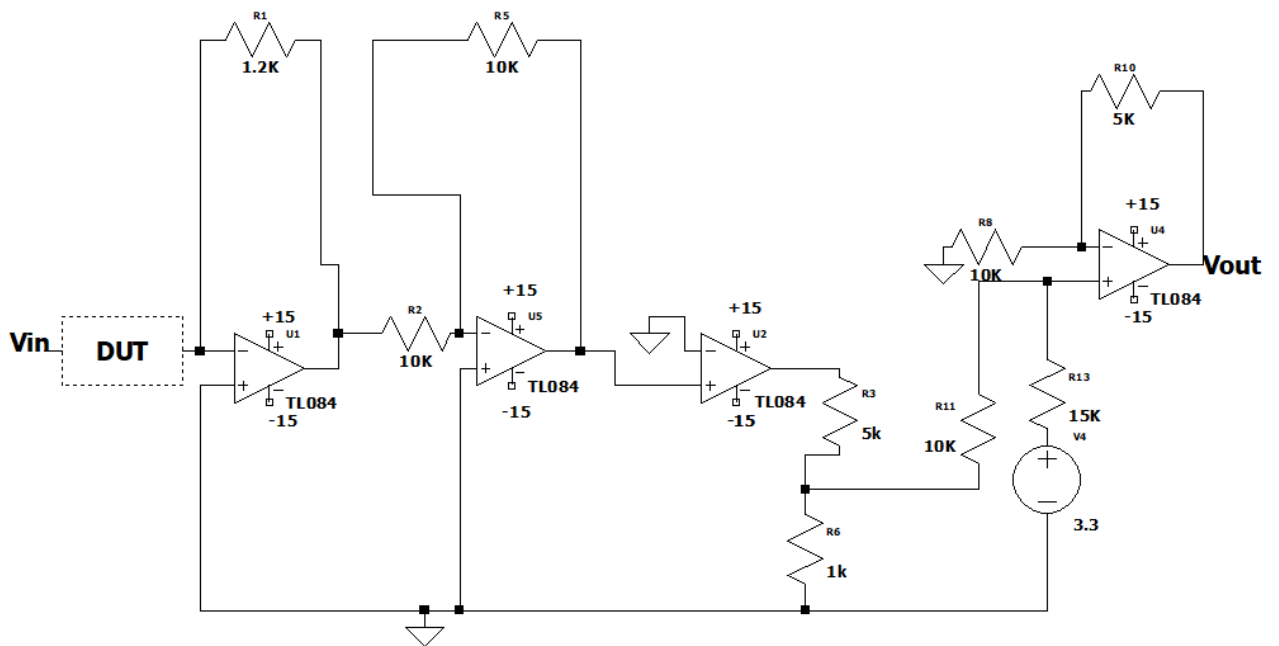 R1
1.2K
R5
10K
R10
5K
+15
U4
R8
10K
Vout
TL084
-15
Vin
DUT
+15
U1
TL084
-15
R2
10K
+15
U5
TL084
-15
+15
U2
TL084
-15
R3
5k
R11
10K
R13
15K
V4
3.3
R6
1k